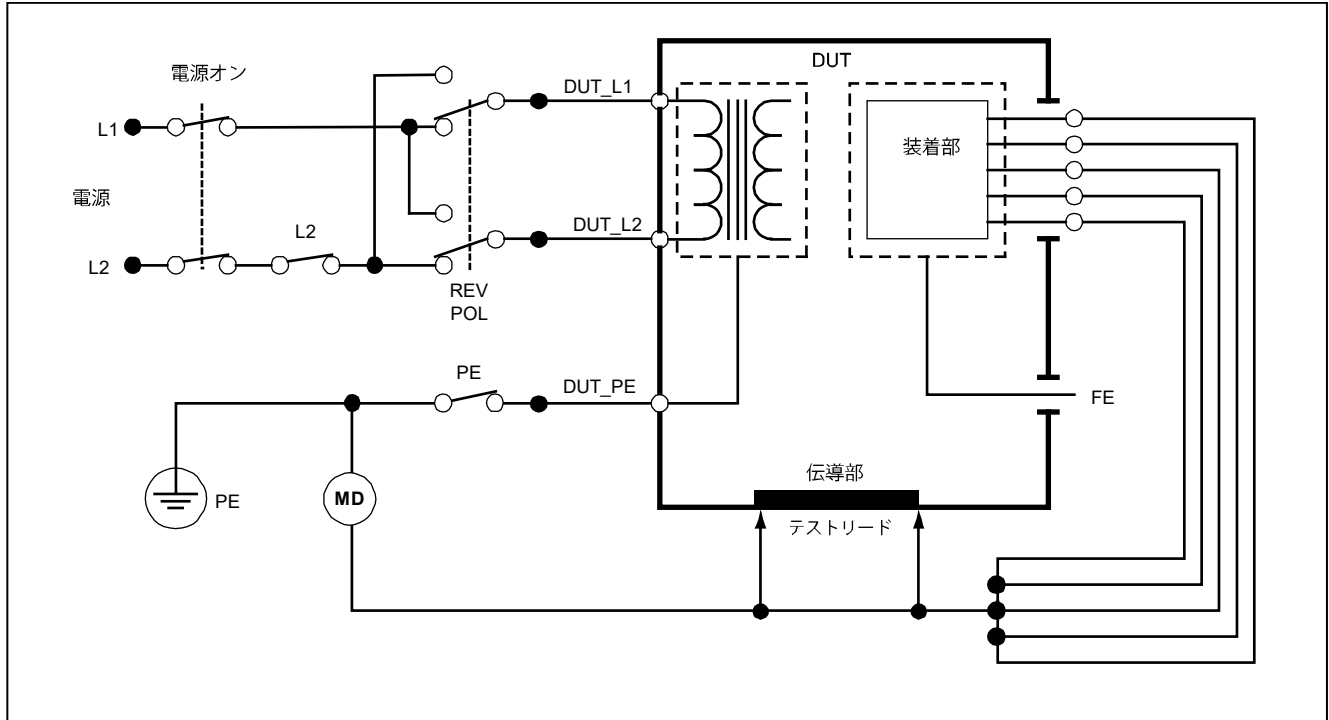 DUT
電源オン
DUT_L1
L1
装着部
電源
DUT_L2
L2
L2
REV
POL
PE
DUT_PE
FE
伝導部
PE
MD
テストリード